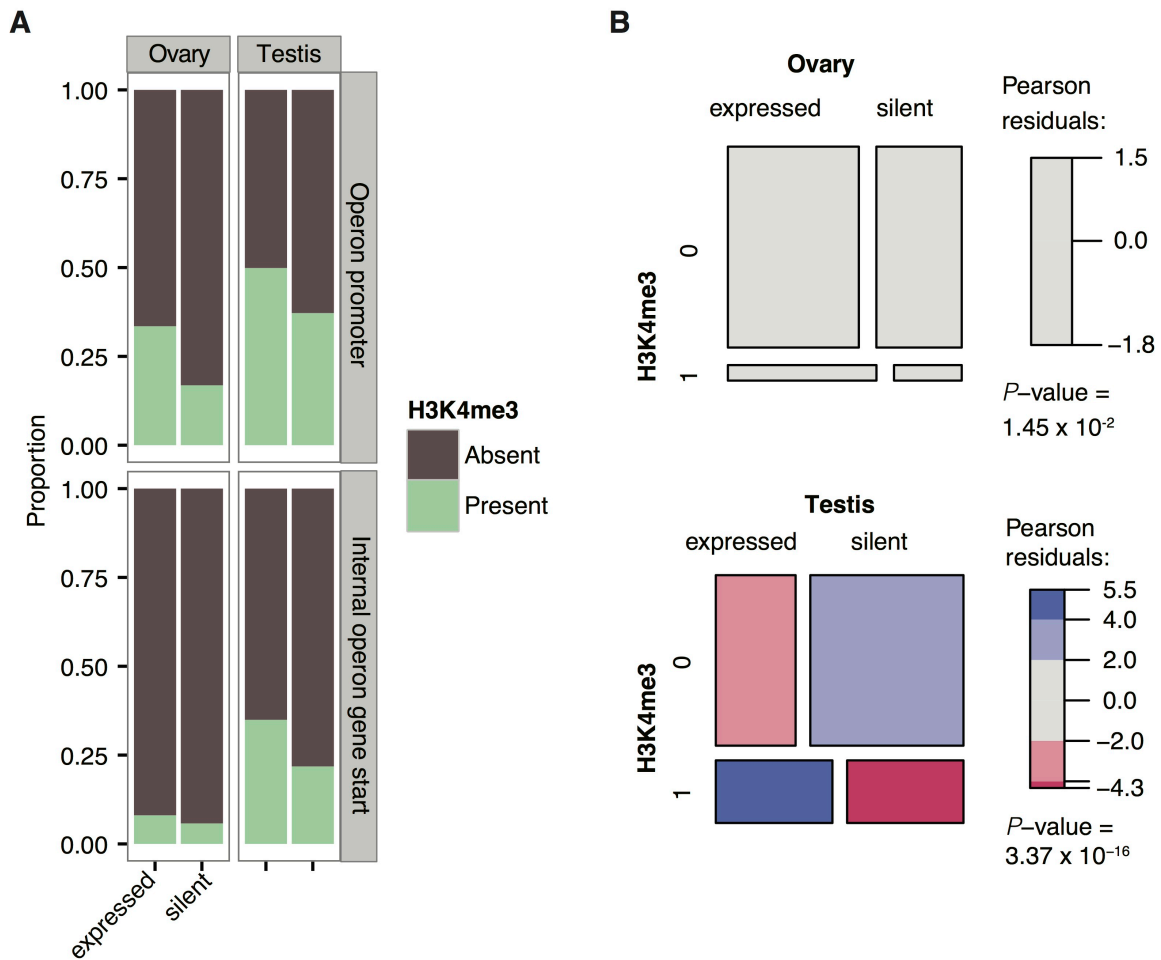 A
Ovary
Testis
1.00
0.75
0.50
0.25
0.00
Operon promoter
1.00
0.75
0.50
0.25
0.00
Internal operon gene start
Proportion
expressed
silent
H3K4me3
Absent
Present
B
Ovary
expressed
silent
0
1
H3K4me3
Pearson
residuals:
1.5
0.0
−1.8
P−value =
1.45 x 10-2
Testis
expressed
silent
0
1
H3K4me3
Pearson
residuals:
5.5
4.0
2.0
0.0
−2.0
−4.3
P−value =
3.37 x 10−16